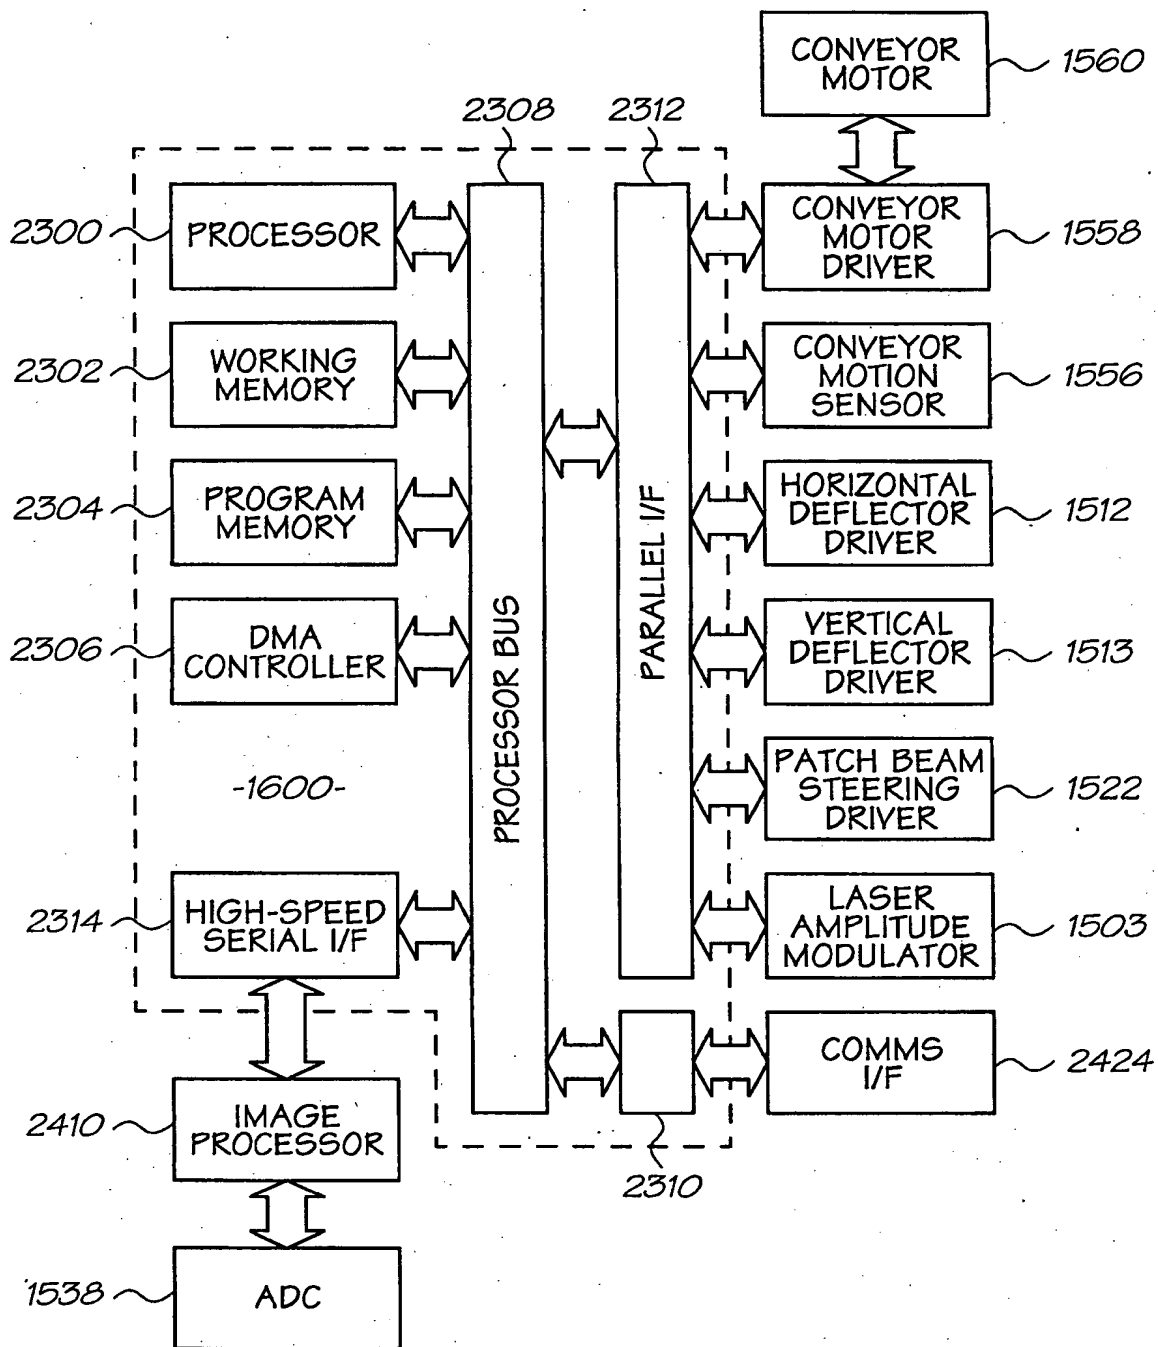 CONVEYOR
MOTOR
1560
2308
2312
2300
PROCESSOR
CONVEYOR
MOTOR
DRIVER
1558
2302
WORKING
MEMORY
CONVEYOR
MOTION
SENSOR
1556
2304
PROGRAM
MEMORY
HORIZONTAL
DEFLECTOR
DRIVER
1512
2306
DMA
CONTROLLER
PROCESSOR BUS
PARALLEL I/F
VERTICAL
DEFLECTOR
DRIVER
1513
-1600-
PATCH BEAM
STEERING
DRIVER
1522
2314
HIGH-SPEED
SERIAL I/F
LASER
AMPLITUDE
MODULATOR
1503
COMMS
I/F
2424
2410
IMAGE
PROCESSOR
2310
1538
ADC